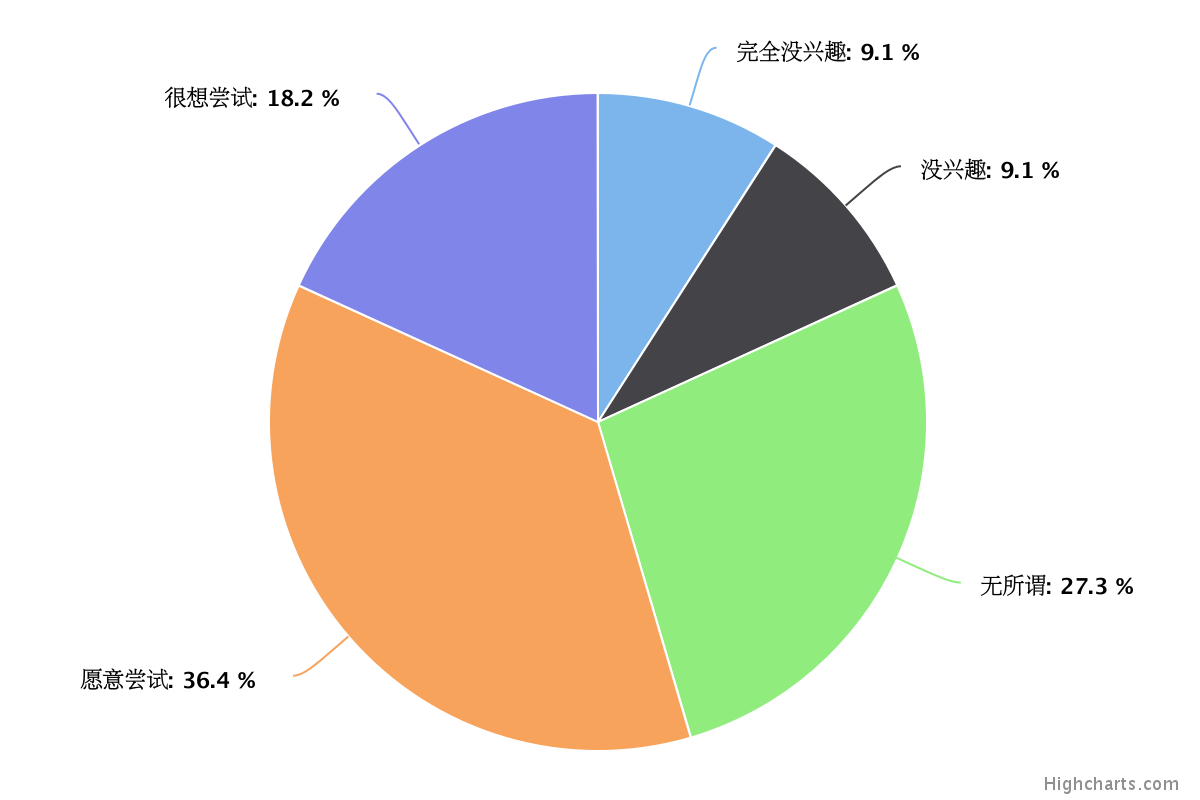 完全没兴趣: 9.1 %
很想尝试: 18.2 %
没兴趣: 9.1 %
无所谓: 27.3 %
愿意尝试: 36.4 %
Highcharts.com